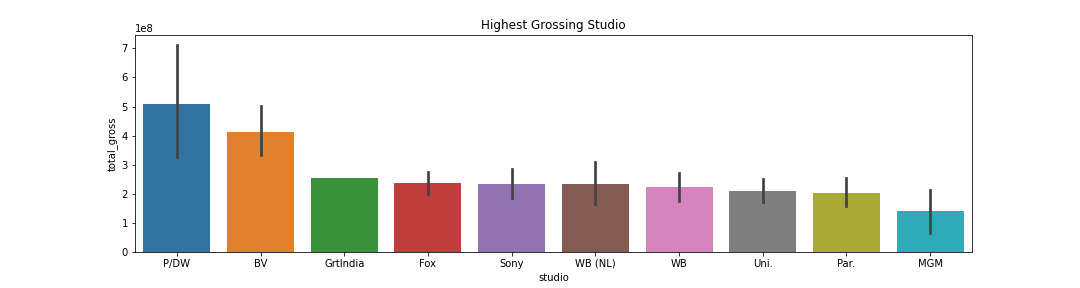 Highest Grossing Studio
1e8
7
6
5
4
3
2
1
0
total_gross
P/DW BV GrtIndia Fox Sony WB (NL) WB Uni. Par. MGM
studio